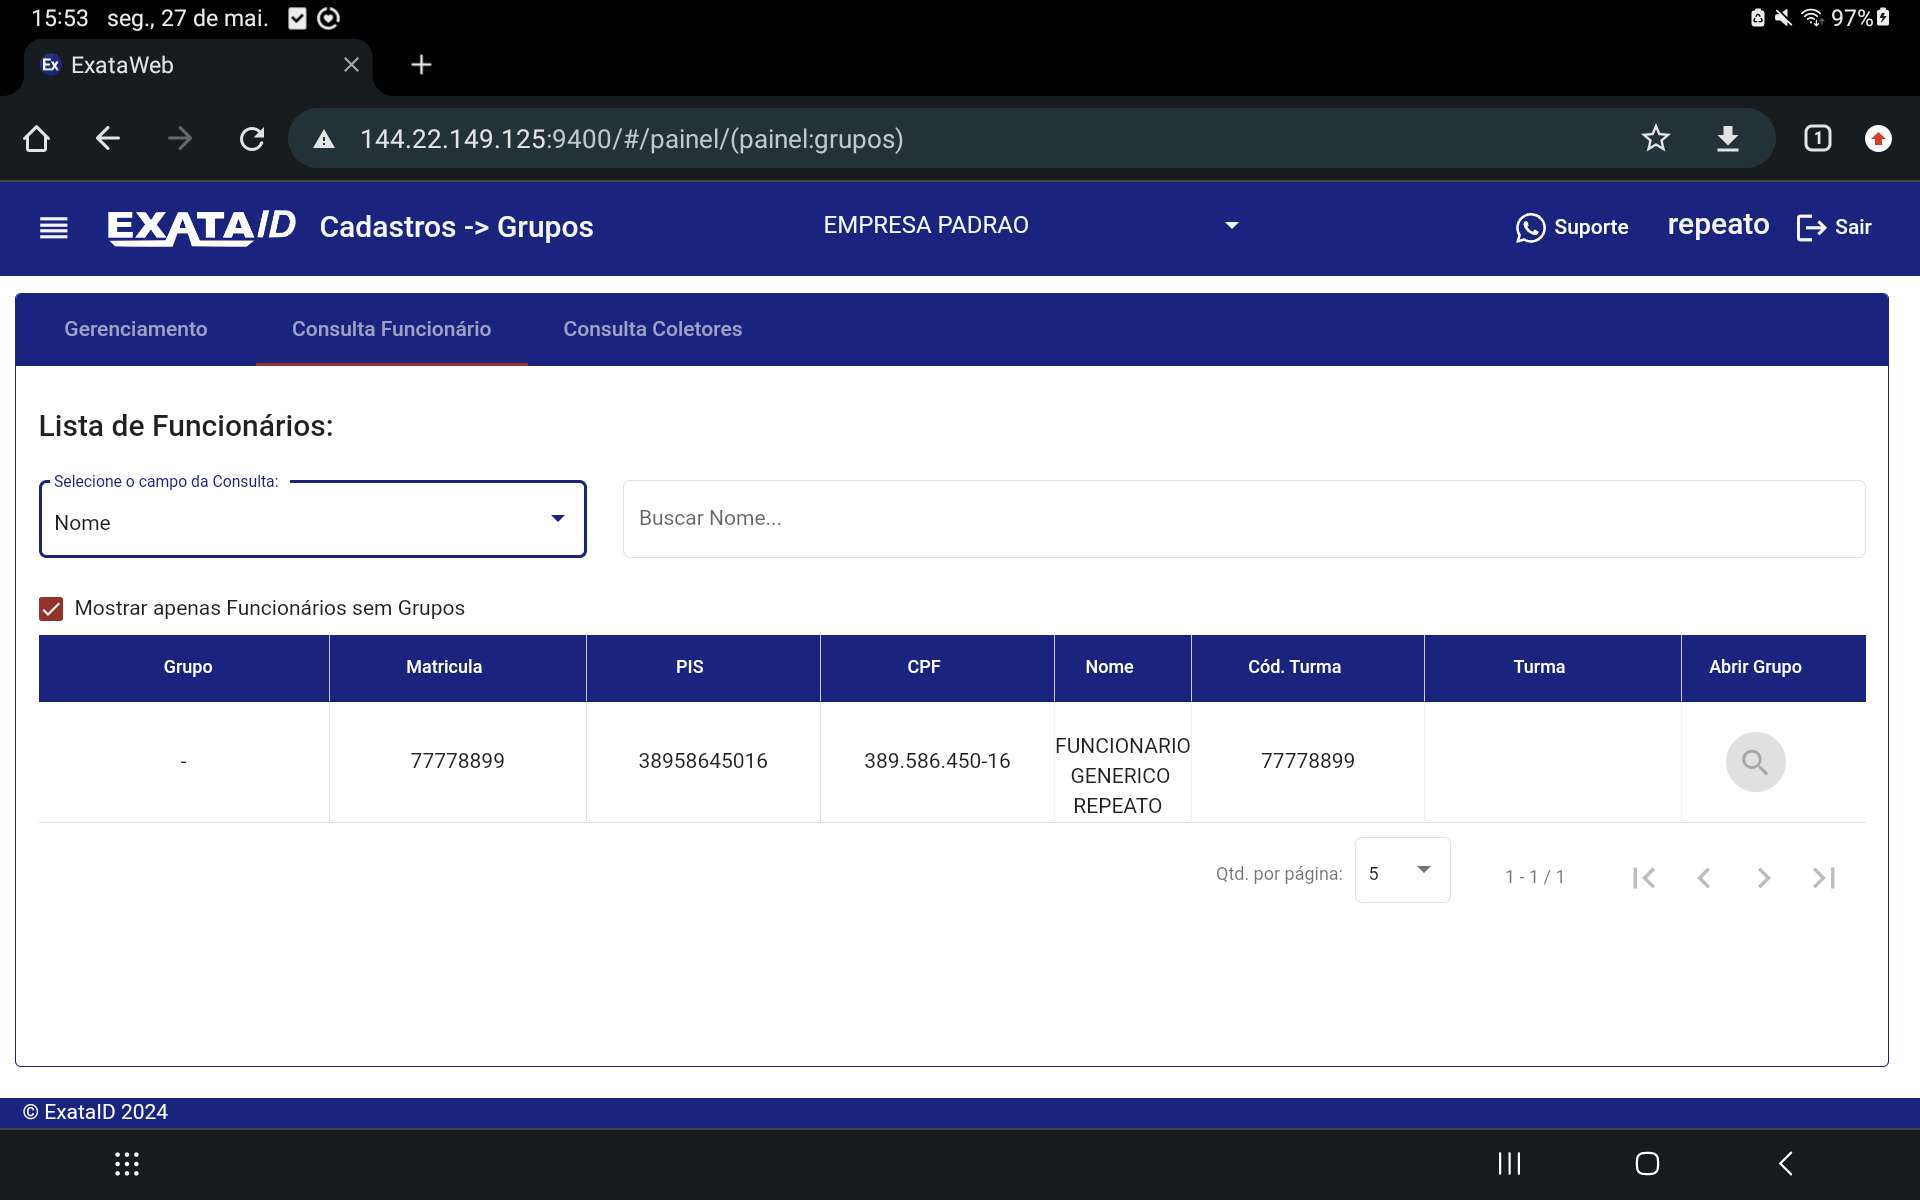 15:53 seg., 27 de mai. 97%
Ex ExataWeb
144.22.149.125:9400/#/painel/(painel:grupos) 1
EXATAID Cadastros -> Grupos EMPRESA PADRAO Suporte repeato Sair
Gerenciamento Consulta Funcionário Consulta Coletores
Lista de Funcionários:
Selecione o campo da Consulta:
Nome Buscar Nome...
Mostrar apenas Funcionários sem Grupos
Grupo Matricula PIS CPF Nome Cód. Turma Turma Abrir Grupo
- 77778899 38958645016 389.586.450-16 FUNCIONARIO 77778899
GENERICO
REPEATO
Qtd. por página: 5 1 - 1 / 1
© ExataID 2024